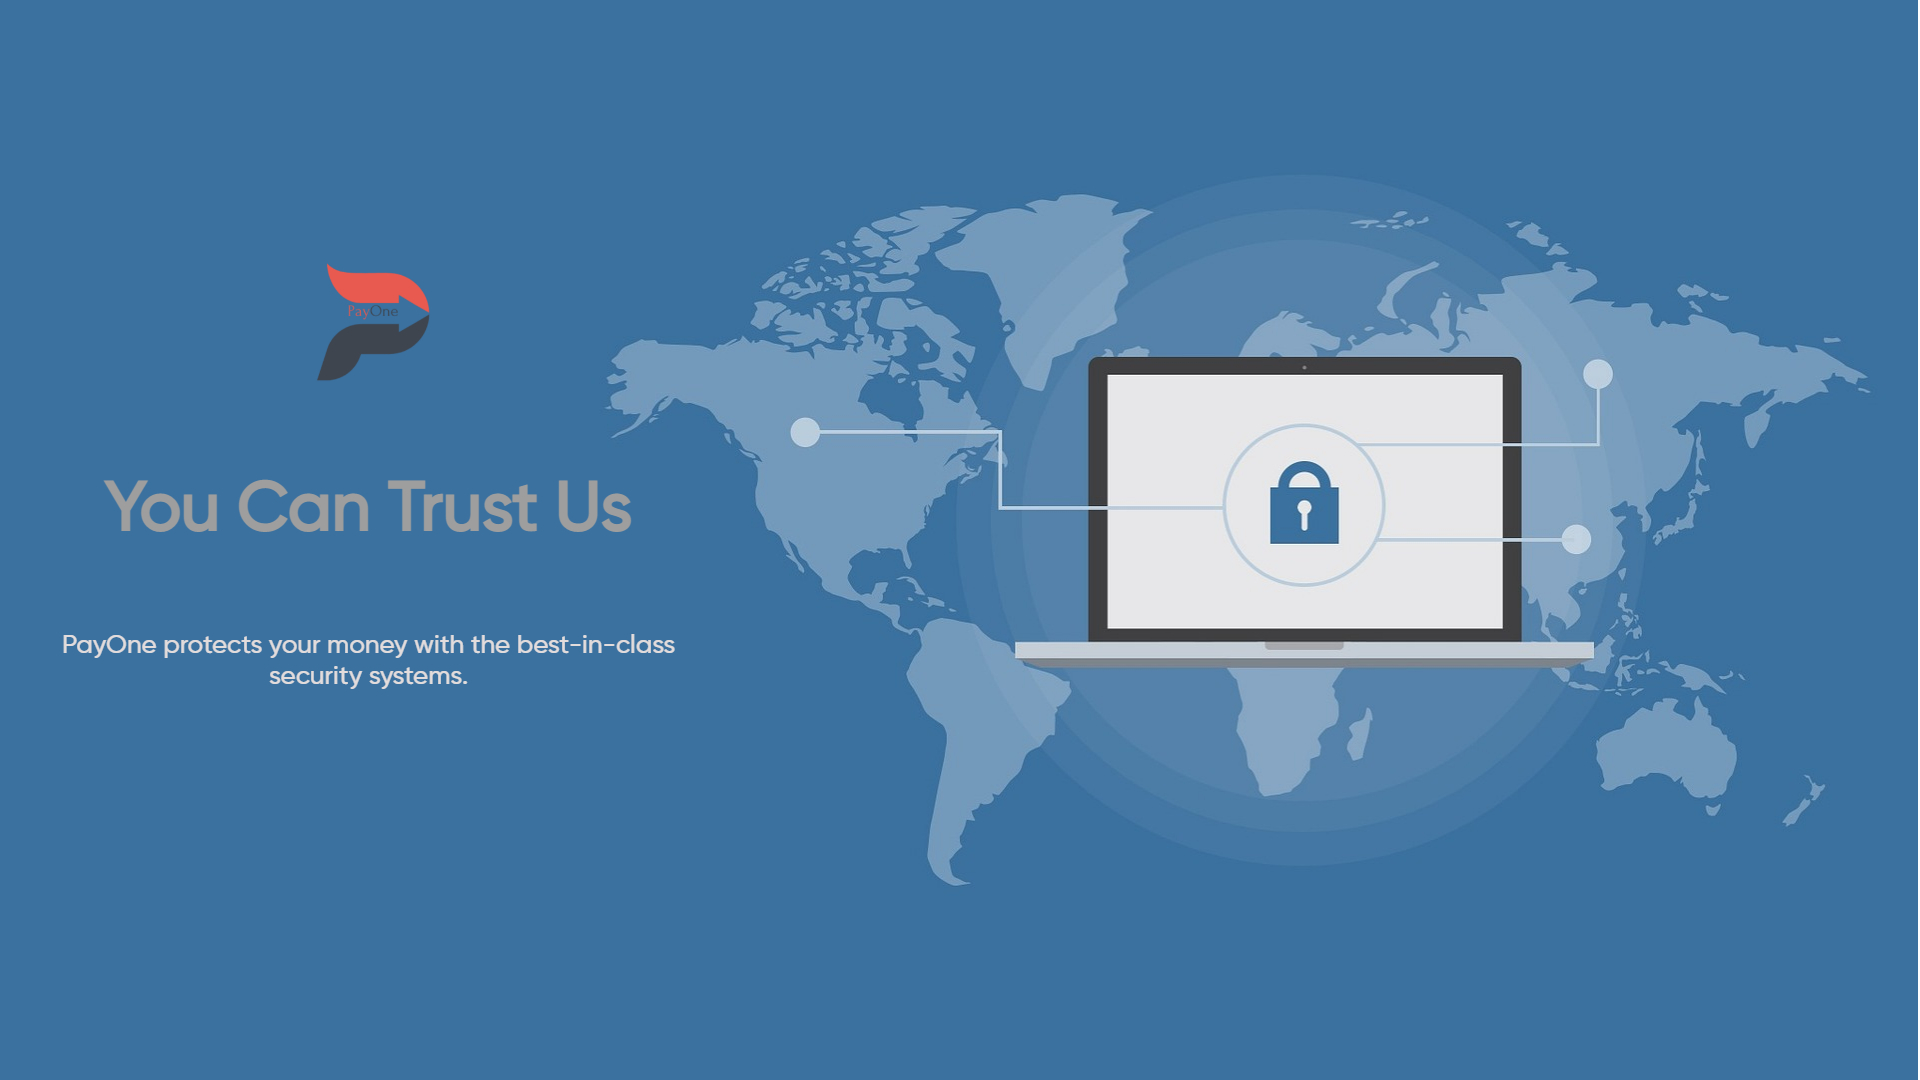 PayOne
You Can Trust Us
PayOne protects your money with the best-in-class
security systems.